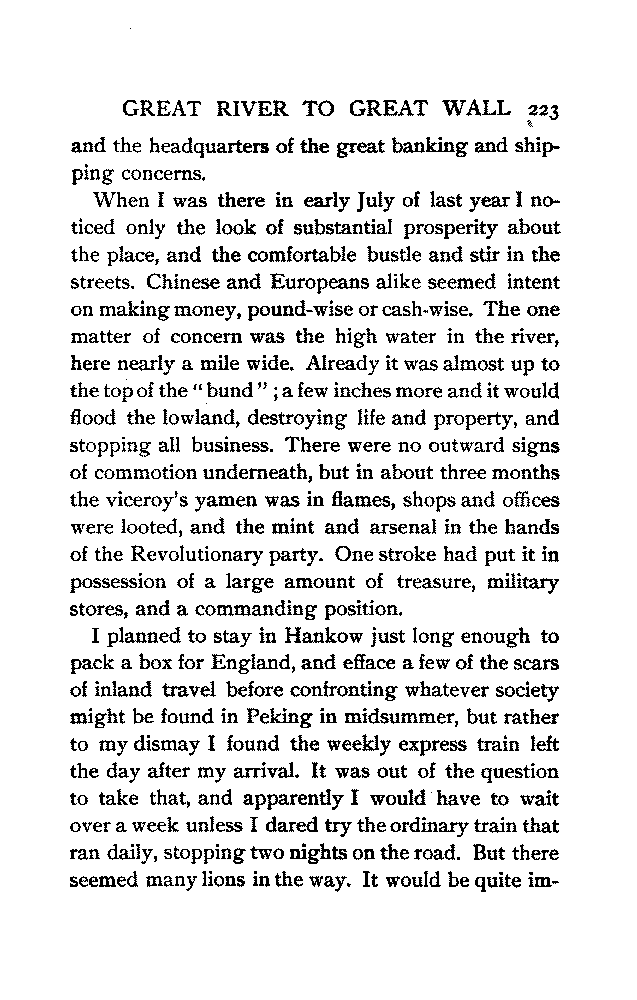 GREAT RIVER TO GREAT WALL 223
and the headquarters of the great banking and ship-
ping concerns.
When I was there in early July of last year I no-
ticed only the look of substantial prosperity about
the place, and the comfortable bustle and stir in the
streets. Chinese and Europeans alike seemed intent
on making money, pound-wise or cash-wise. The one
matter of concern was the high water in the river,
here nearly a mile wide. Already it was almost up to
the top of the "bund"; a few inches more and it would
flood the lowland, destroying life and property, and
stopping all business. There were no outward signs
of commotion underneath, but in about three months
the viceroy's yamen was in flames, shops and offices
were looted, and the mint and arsenal in the hands
of the Revolutionary party. One stroke had put it in
possession of a large amount of treasure, military
stores, and a commanding position.
I planned to stay in Hankow just long enough to
pack a box for England, and efface a few of the scars
of inland travel before confronting whatever society
might be found in Peking in midsummer, but rather
to my dismay I found the weekly express train left
the day after my arrival. It was out of the question
to take that, and apparently I would have to wait
over a week unless I dared try the ordinary train that
ran daily, stopping two nights on the road. But there
seemed many lions in the way. It would be quite im-